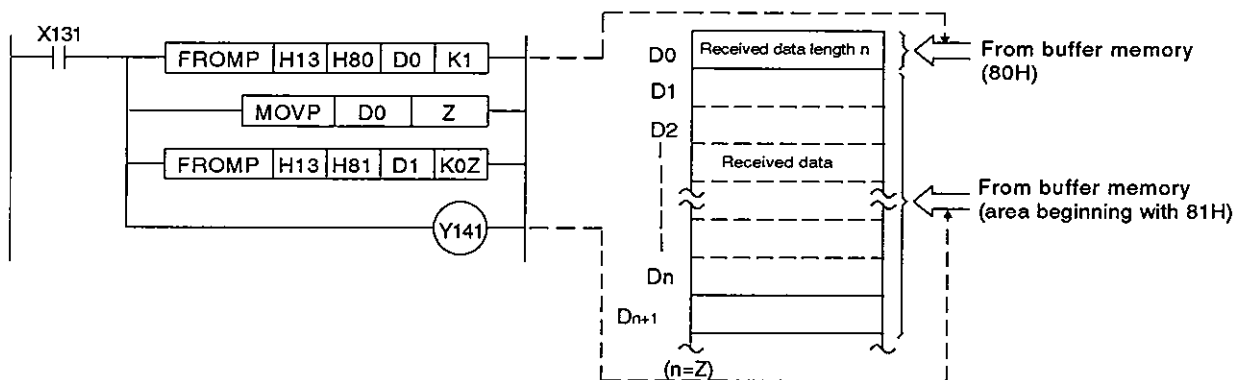 X131
FROMP H13 H80 D0 K1
MOVP D0 Z
FROMP H13 H81 D1 K0Z
Y141
D0
Received data length n
D1
D2
Received data
Dn
Dn+1
(n=Z)
From buffer memory
(80H)
From buffer memory
(area beginning with 81H)